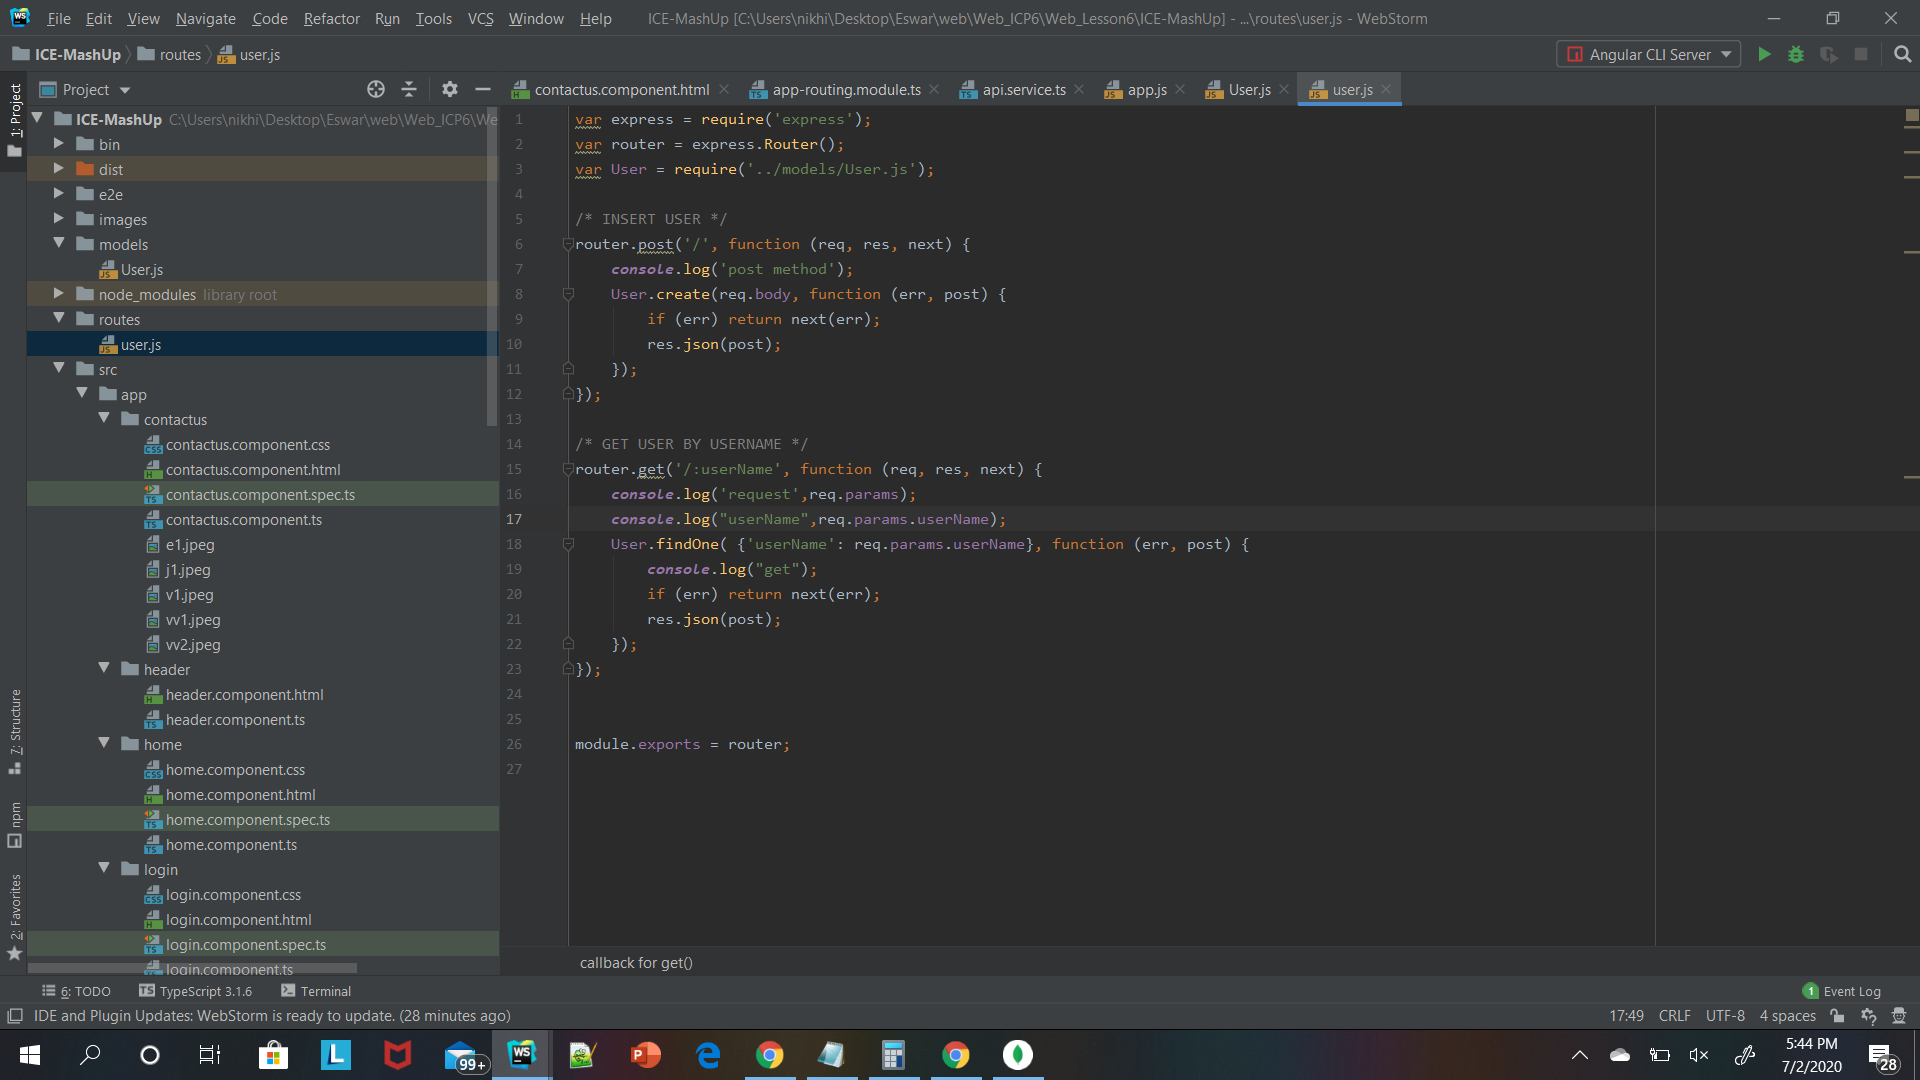 File Edit View Navigate Code Refactor Run Tools VCS Window Help ICE-MashUp [C:\Users\nikhi\Desktop\Eswar\web\Web_ICP6\Web_Lesson6\ICE-MashUp] - ...\routes\user.js - WebStorm
ICE-MashUp routes user.js Angular CLI Server
Project contactus.component.html app-routing.module.ts api.service.ts app.js User.js user.js
1: Project
7: Structure
npm
2: Favorites
ICE-MashUp C:\Users\nikhi\Desktop\Eswar\web\Web_ICP6\We
bin
dist
e2e
images
models
User.js
node_modules library root
routes
user.js
src
app
contactus
contactus.component.css
contactus.component.html
contactus.component.spec.ts
contactus.component.ts
e1.jpeg
j1.jpeg
v1.jpeg
vv1.jpeg
vv2.jpeg
header
header.component.html
header.component.ts
home
home.component.css
home.component.html
home.component.spec.ts
home.component.ts
login
login.component.css
login.component.html
login.component.spec.ts
login.component.ts
1 var express = require('express');
2 var router = express.Router();
3 var User = require('../models/User.js');
4
5 /* INSERT USER */
6 router.post('/', function (req, res, next) {
7 console.log('post method');
8 User.create(req.body, function (err, post) {
9 if (err) return next(err);
10 res.json(post);
11 });
12 });
13
14 /* GET USER BY USERNAME */
15 router.get('/:userName', function (req, res, next) {
16 console.log('request',req.params);
17 console.log("userName",req.params.userName);
18 User.findOne( {'userName': req.params.userName}, function (err, post) {
19 console.log("get");
20 if (err) return next(err);
21 res.json(post);
22 });
23 });
24
25
26 module.exports = router;
27
callback for get()
6: TODO TypeScript 3.1.6 Terminal 1 Event Log
IDE and Plugin Updates: WebStorm is ready to update. (28 minutes ago) 17:49 CRLF UTF-8 4 spaces
L 99+ WS P 5:44 PM
7/2/2020 28